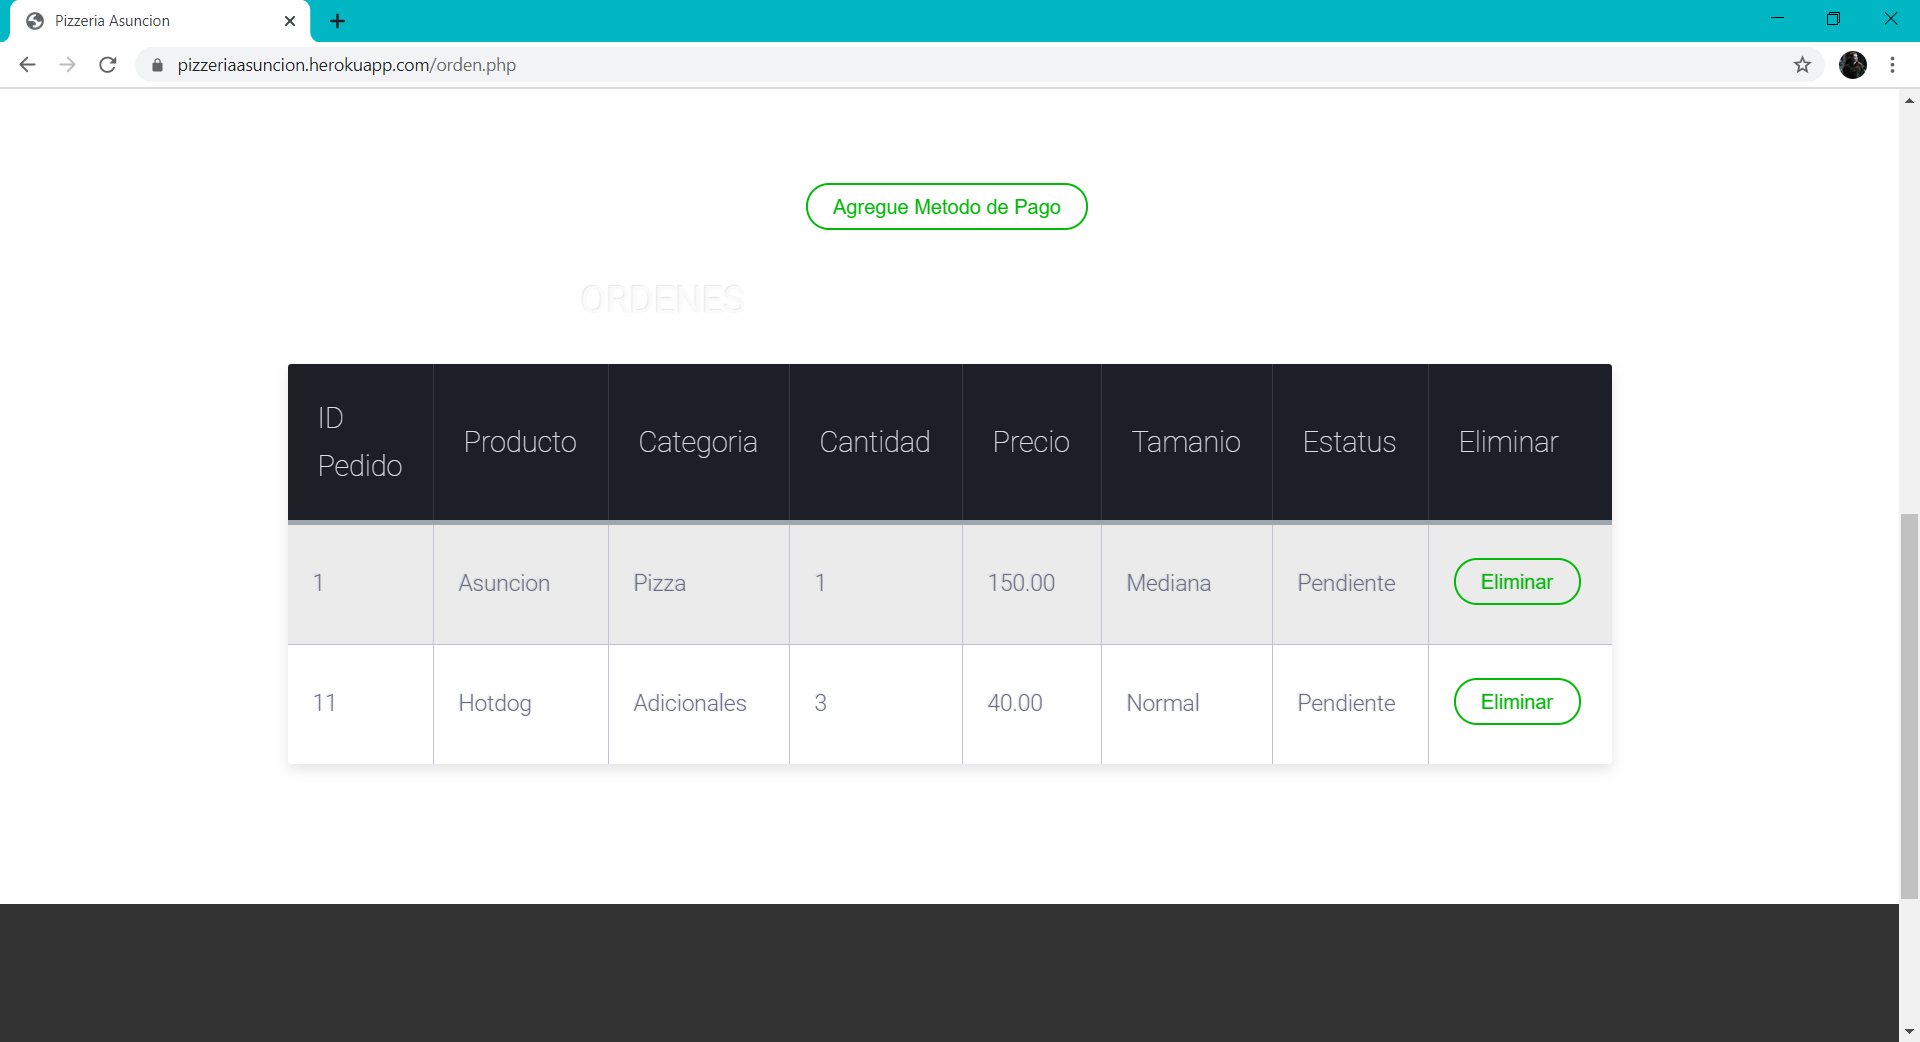 Pizzeria Asuncion
pizzeriaasuncion.herokuapp.com/orden.php
Agregue Metodo de Pago
ORDENES
ID Pedido Producto Categoria Cantidad Precio Tamanio Estatus Eliminar
1 Asuncion Pizza 1 150.00 Mediana Pendiente Eliminar
11 Hotdog Adicionales 3 40.00 Normal Pendiente Eliminar